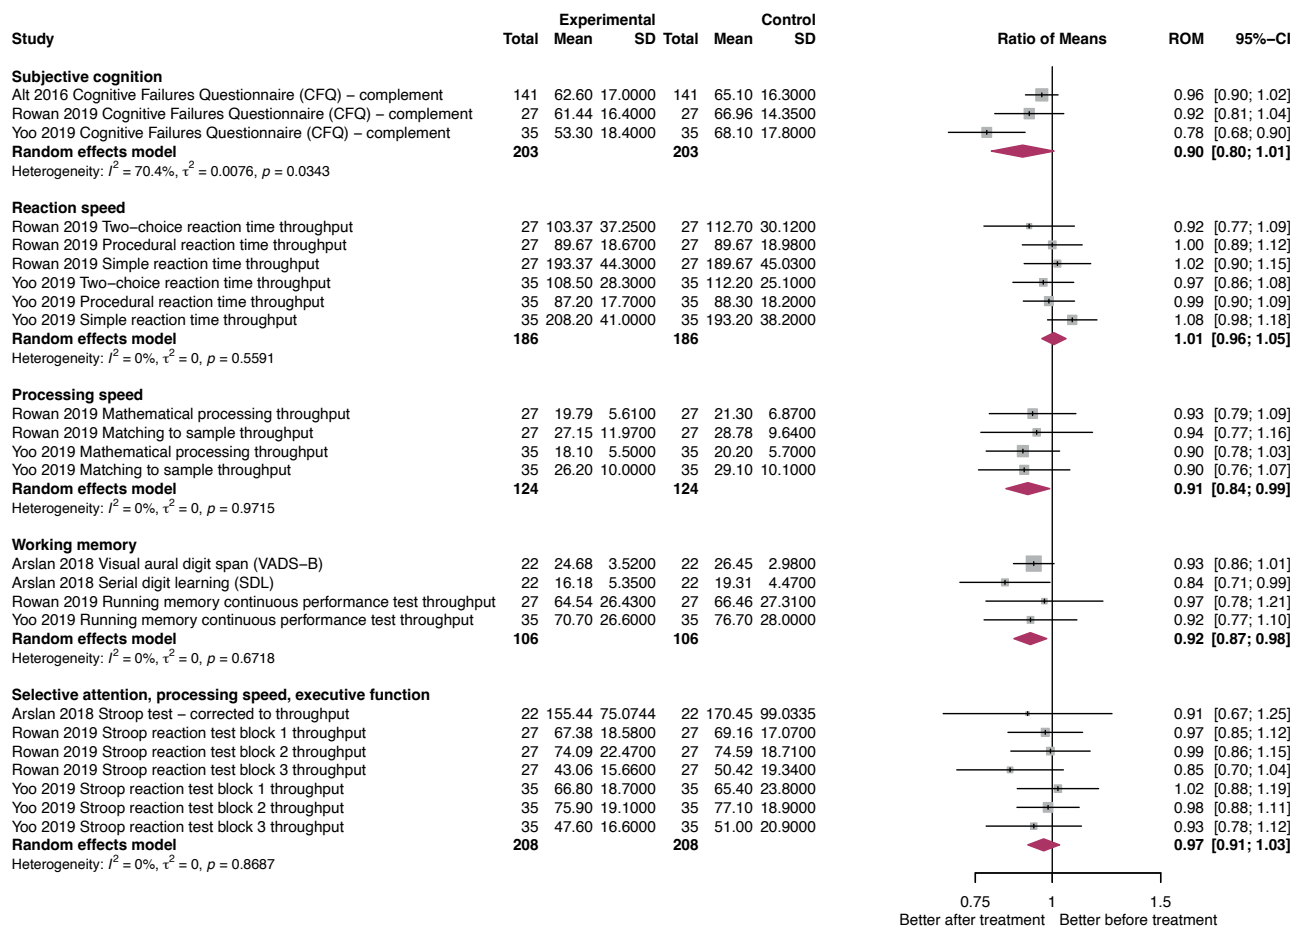 Experimental Control
Study Total Mean SD Total Mean SD Ratio of Means ROM 95%−CI
Subjective cognition
Alt 2016 Cognitive Failures Questionnaire (CFQ) − complement 141 62.60 17.0000 141 65.10 16.3000 0.96 [0.90; 1.02]
Rowan 2019 Cognitive Failures Questionnaire (CFQ) − complement 27 61.44 16.4000 27 66.96 14.3500 0.92 [0.81; 1.04]
Yoo 2019 Cognitive Failures Questionnaire (CFQ) − complement 35 53.30 18.4000 35 68.10 17.8000 0.78 [0.68; 0.90]
Random effects model 203 203 0.90 [0.80; 1.01]
Heterogeneity: I² = 70.4%, τ² = 0.0076, p = 0.0343
Reaction speed
Rowan 2019 Two−choice reaction time throughput 27 103.37 37.2500 27 112.70 30.1200 0.92 [0.77; 1.09]
Rowan 2019 Procedural reaction time throughput 27 89.67 18.6700 27 89.67 18.9800 1.00 [0.89; 1.12]
Rowan 2019 Simple reaction time throughput 27 193.37 44.3000 27 189.67 45.0300 1.02 [0.90; 1.15]
Yoo 2019 Two−choice reaction time throughput 35 108.50 28.3000 35 112.20 25.1000 0.97 [0.86; 1.08]
Yoo 2019 Procedural reaction time throughput 35 87.20 17.7000 35 88.30 18.2000 0.99 [0.90; 1.09]
Yoo 2019 Simple reaction time throughput 35 208.20 41.0000 35 193.20 38.2000 1.08 [0.98; 1.18]
Random effects model 186 186 1.01 [0.96; 1.05]
Heterogeneity: I² = 0%, τ² = 0, p = 0.5591
Processing speed
Rowan 2019 Mathematical processing throughput 27 19.79 5.6100 27 21.30 6.8700 0.93 [0.79; 1.09]
Rowan 2019 Matching to sample throughput 27 27.15 11.9700 27 28.78 9.6400 0.94 [0.77; 1.16]
Yoo 2019 Mathematical processing throughput 35 18.10 5.5000 35 20.20 5.7000 0.90 [0.78; 1.03]
Yoo 2019 Matching to sample throughput 35 26.20 10.0000 35 29.10 10.1000 0.90 [0.76; 1.07]
Random effects model 124 124 0.91 [0.84; 0.99]
Heterogeneity: I² = 0%, τ² = 0, p = 0.9715
Working memory
Arslan 2018 Visual aural digit span (VADS−B) 22 24.68 3.5200 22 26.45 2.9800 0.93 [0.86; 1.01]
Arslan 2018 Serial digit learning (SDL) 22 16.18 5.3500 22 19.31 4.4700 0.84 [0.71; 0.99]
Rowan 2019 Running memory continuous performance test throughput 27 64.54 26.4300 27 66.46 27.3100 0.97 [0.78; 1.21]
Yoo 2019 Running memory continuous performance test throughput 35 70.70 26.6000 35 76.70 28.0000 0.92 [0.77; 1.10]
Random effects model 106 106 0.92 [0.87; 0.98]
Heterogeneity: I² = 0%, τ² = 0, p = 0.6718
Selective attention, processing speed, executive function
Arslan 2018 Stroop test − corrected to throughput 22 155.44 75.0744 22 170.45 99.0335 0.91 [0.67; 1.25]
Rowan 2019 Stroop reaction test block 1 throughput 27 67.38 18.5800 27 69.16 17.0700 0.97 [0.85; 1.12]
Rowan 2019 Stroop reaction test block 2 throughput 27 74.09 22.4700 27 74.59 18.7100 0.99 [0.86; 1.15]
Rowan 2019 Stroop reaction test block 3 throughput 27 43.06 15.6600 27 50.42 19.3400 0.85 [0.70; 1.04]
Yoo 2019 Stroop reaction test block 1 throughput 35 66.80 18.7000 35 65.40 23.8000 1.02 [0.88; 1.19]
Yoo 2019 Stroop reaction test block 2 throughput 35 75.90 19.1000 35 77.10 18.9000 0.98 [0.88; 1.11]
Yoo 2019 Stroop reaction test block 3 throughput 35 47.60 16.6000 35 51.00 20.9000 0.93 [0.78; 1.12]
Random effects model 208 208 0.97 [0.91; 1.03]
Heterogeneity: I² = 0%, τ² = 0, p = 0.8687
0.75 1 1.5
Better after treatment Better before treatment